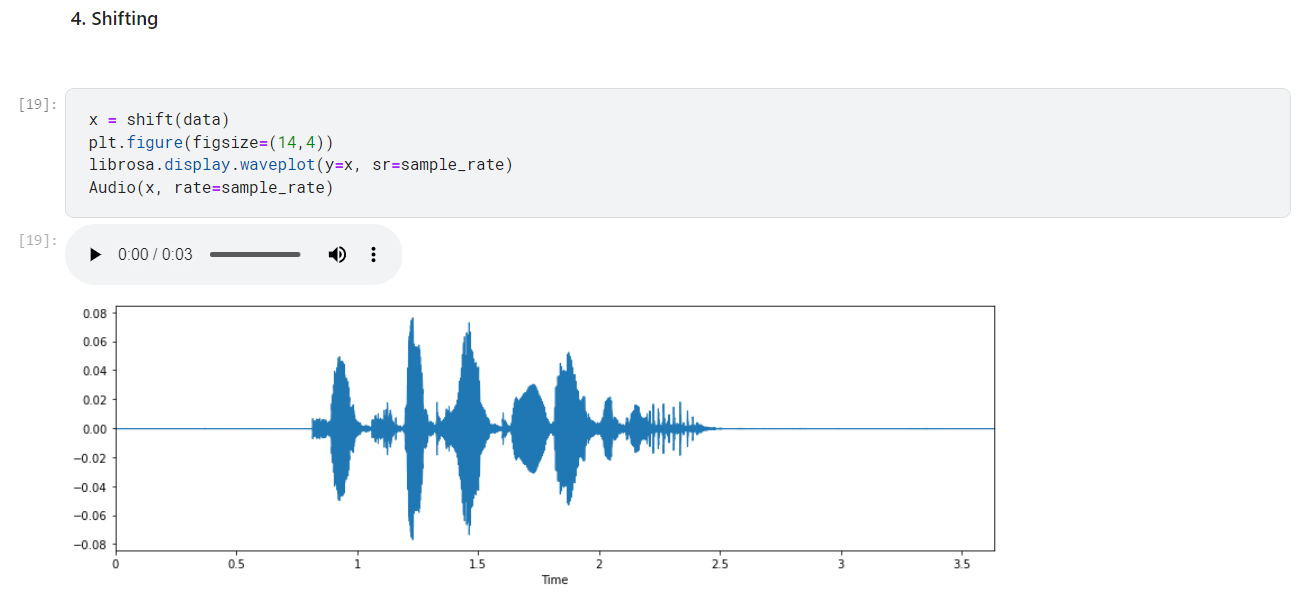 4. Shifting
[19]:
x = shift(data)
plt.figure(figsize=(14,4))
librosa.display.waveplot(y=x, sr=sample_rate)
Audio(x, rate=sample_rate)
[19]:
0:00 / 0:03
0.08
0.06
0.04
0.02
0.00
−0.02
−0.04
−0.06
−0.08
0 0.5 1 1.5 2 2.5 3 3.5
Time